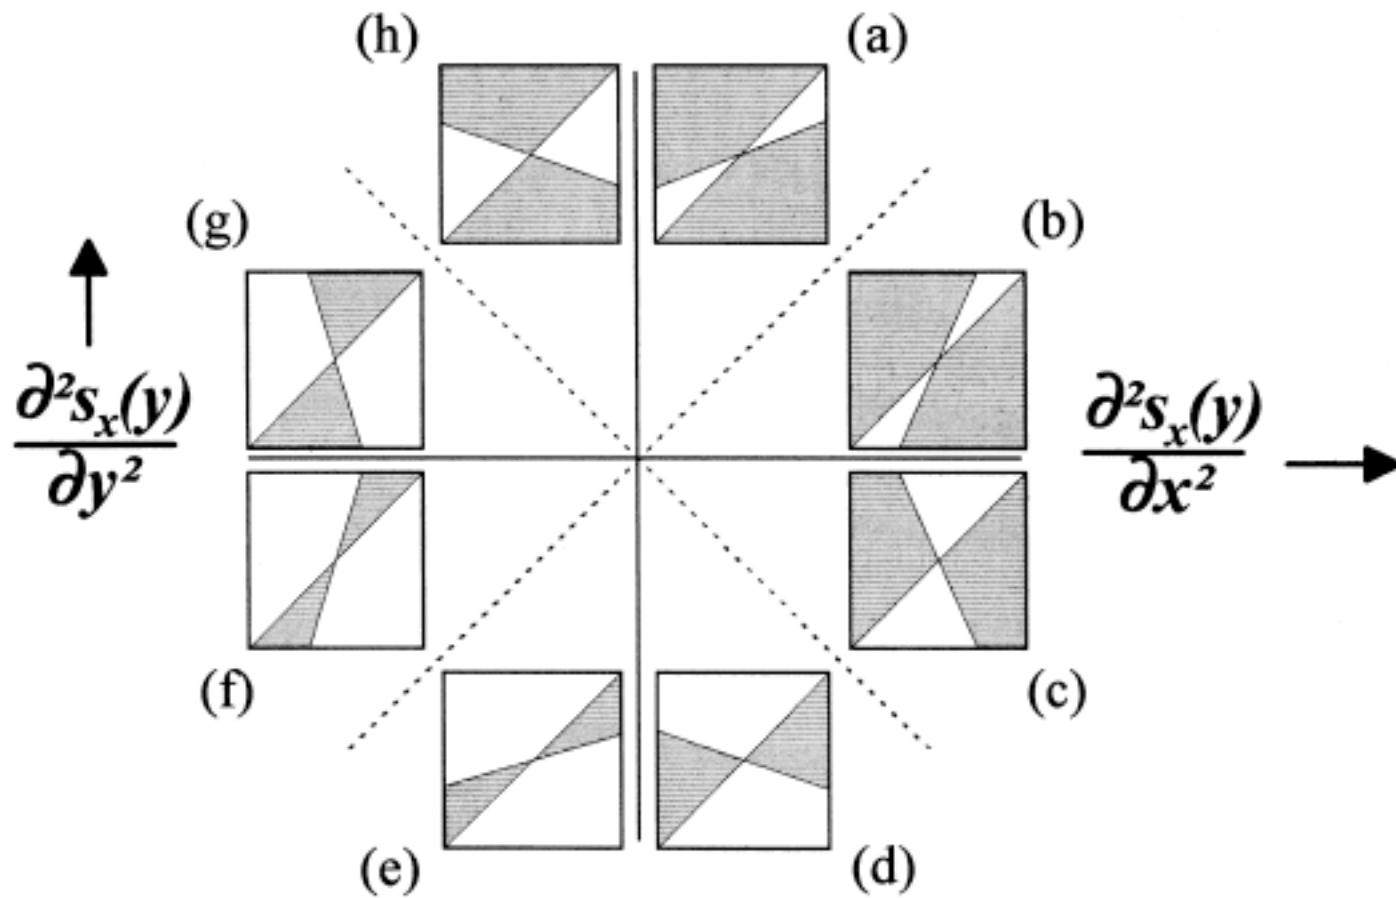 (h) (a)
(g) (b)
∂²sₓ(y)
∂y²
∂²sₓ(y)
∂x²
(f) (c)
(e) (d)